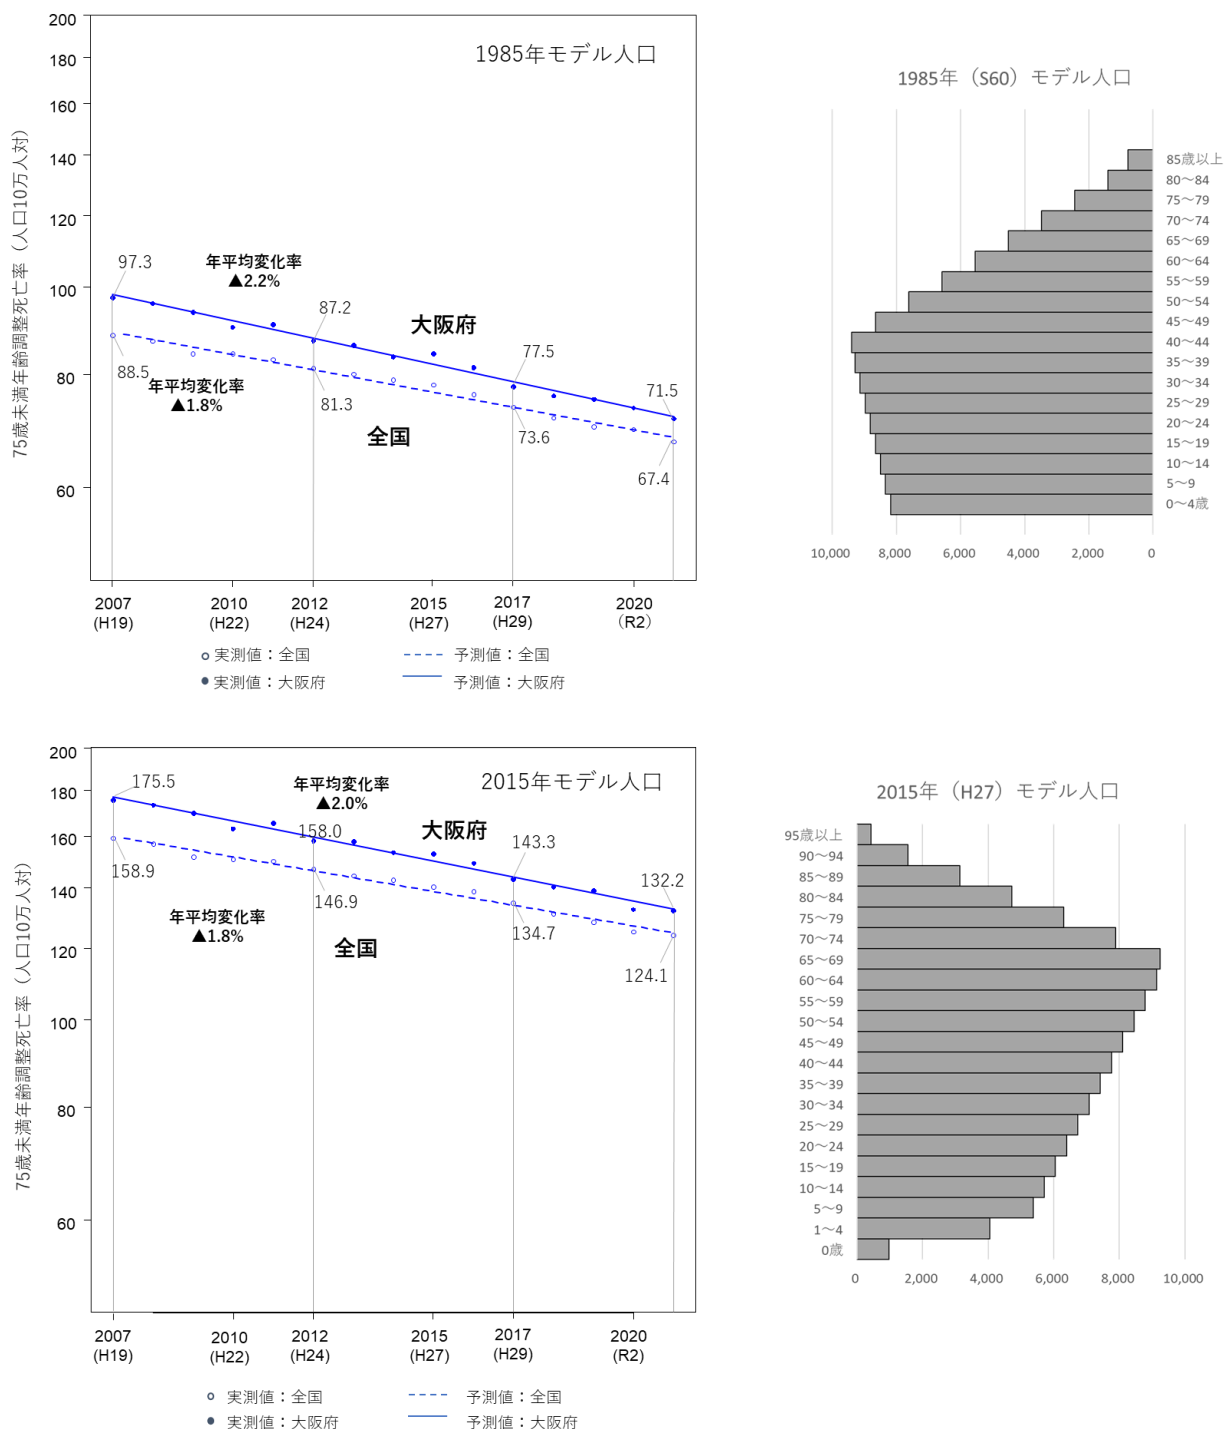 200
180
160
140
120
100
80
60
75歳未満年齢調整死亡率（人口10万人対）
1985年モデル人口
97.3
年平均変化率
▲2.2%
87.2
大阪府
77.5
71.5
88.5
年平均変化率
▲1.8%
81.3
全国
73.6
67.4
2007
(H19)
2010
(H22)
2012
(H24)
2015
(H27)
2017
(H29)
2020
（R2）
実測値：全国
予測値：全国
実測値：大阪府
予測値：大阪府
1985年（S60）モデル人口
85歳以上
80～84
75～79
70～74
65～69
60～64
55～59
50～54
45～49
40～44
35～39
30～34
25～29
20～24
15～19
10～14
5～9
0～4歳
10,000
8,000
6,000
4,000
2,000
0
200
180
160
140
120
100
80
60
75歳未満年齢調整死亡率（人口10万人対）
2015年モデル人口
175.5
年平均変化率
▲2.0%
158.0
大阪府
143.3
132.2
158.9
年平均変化率
▲1.8%
146.9
全国
134.7
124.1
2007
(H19)
2010
(H22)
2012
(H24)
2015
(H27)
2017
(H29)
2020
(R2)
実測値：全国
予測値：全国
実測値：大阪府
予測値：大阪府
2015年（H27）モデル人口
95歳以上
90～94
85～89
80～84
75～79
70～74
65～69
60～64
55～59
50～54
45～49
40～44
35～39
30～34
25～29
20～24
15～19
10～14
5～9
1～4
0歳
0
2,000
4,000
6,000
8,000
10,000